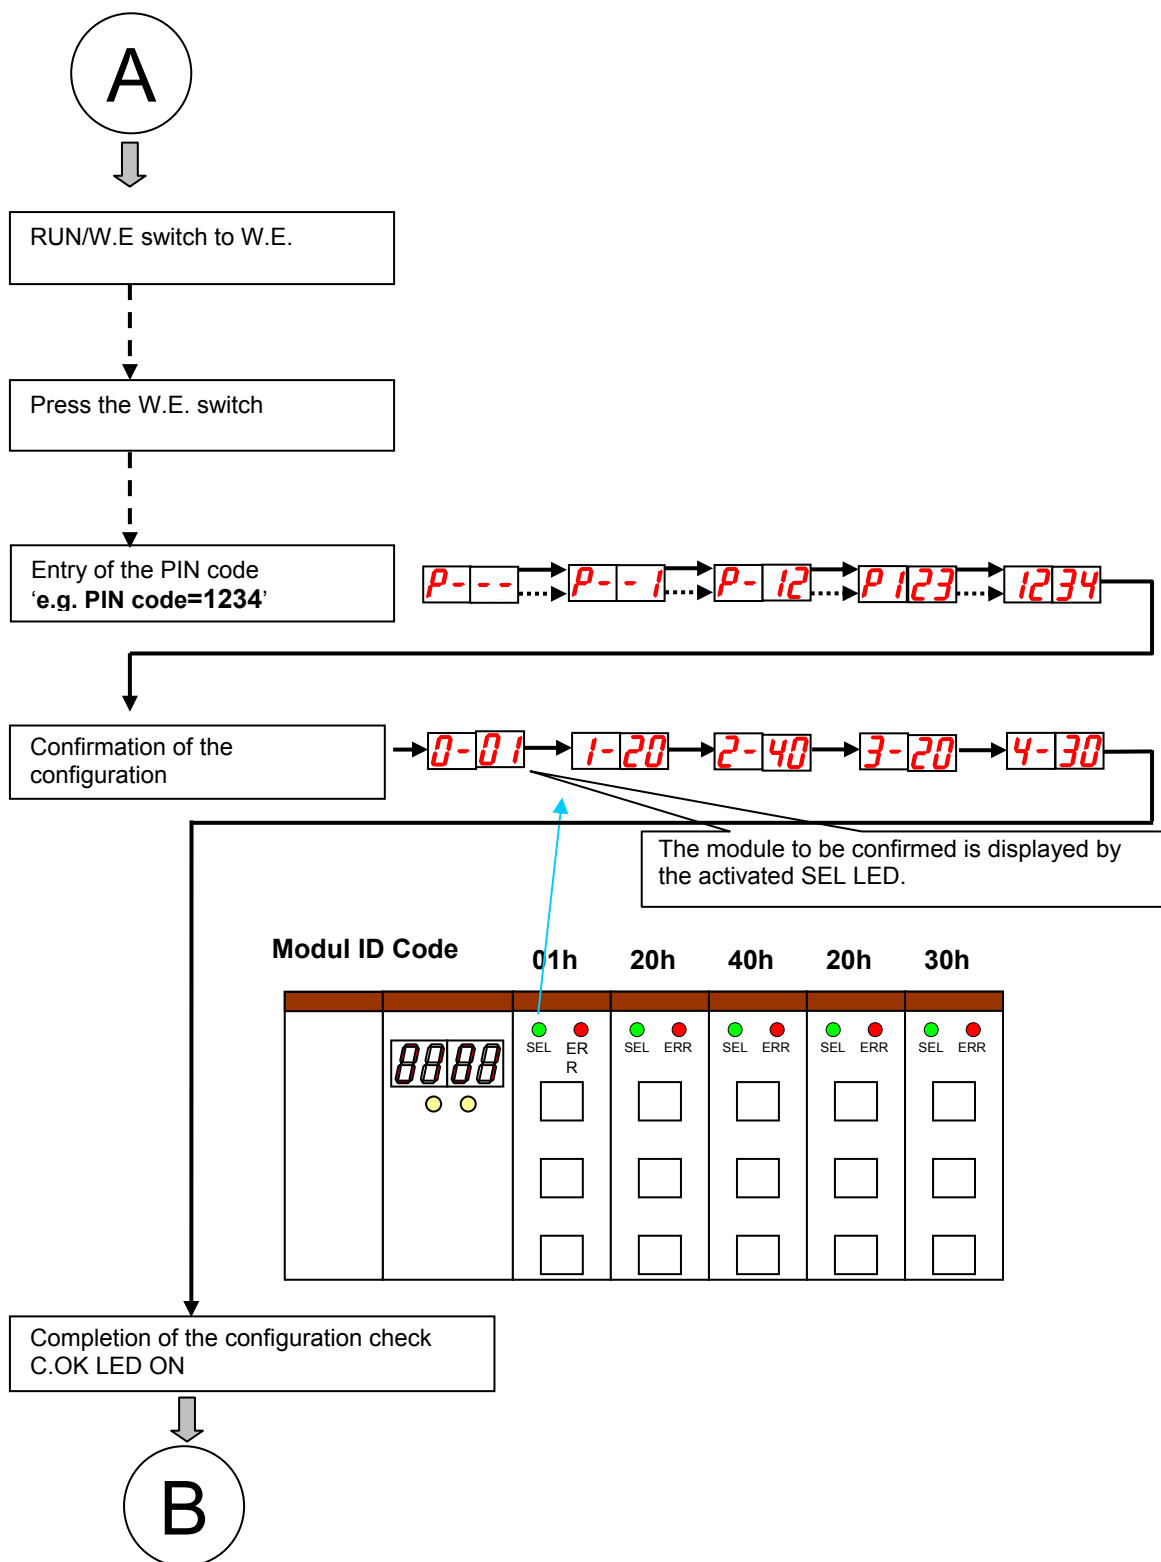 A
RUN/W.E switch to W.E.
Press the W.E. switch
Entry of the PIN code
‘e.g. PIN code=1234’
P--- P--1 P-12 P123 1234
Confirmation of the
configuration
0-01 1-20 2-40 3-20 4-30
The module to be confirmed is displayed by
the activated SEL LED.
Modul ID Code 01h 20h 40h 20h 30h
SEL ER
R
SEL ERR
SEL ERR
SEL ERR
SEL ERR
8888
Completion of the configuration check
C.OK LED ON
B